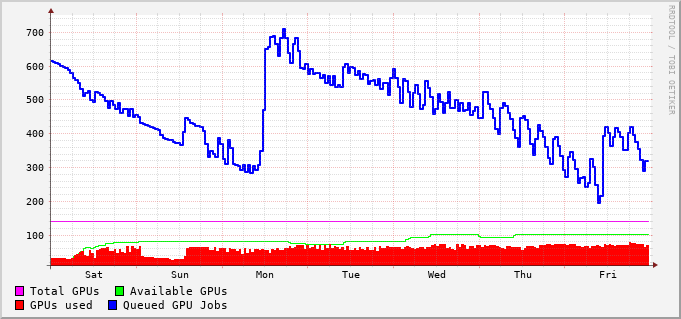 700
600
500
400
300
200
100
Sat Sun Mon Tue Wed Thu Fri
Total GPUs Available GPUs
GPUs used Queued GPU Jobs
RRDTOOL / TOBI OETIKER